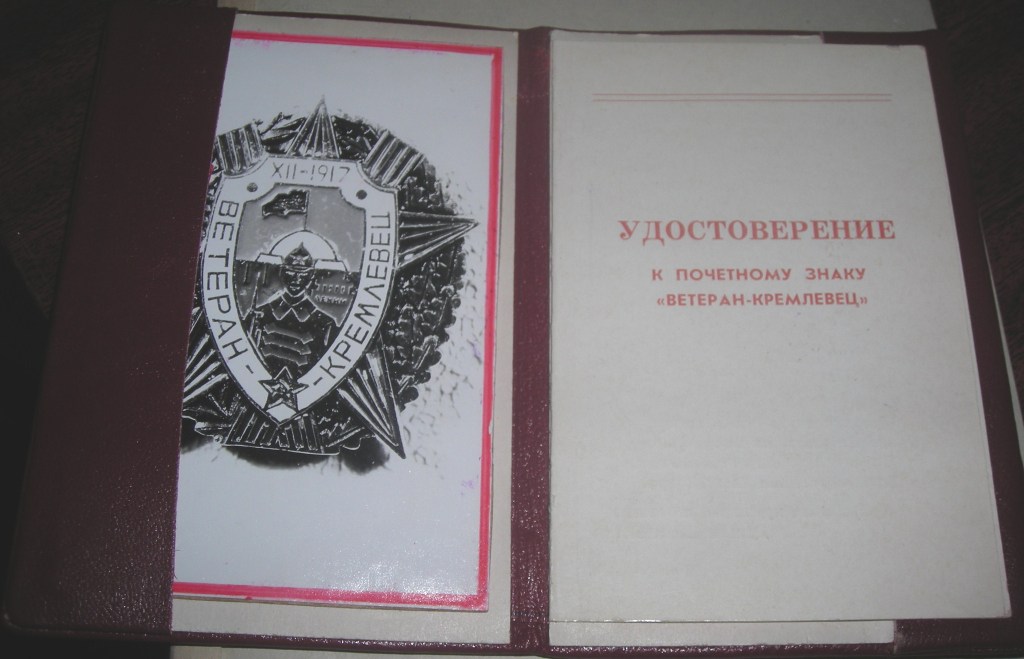 XII-1917
ВЕТЕРАН - КРЕМЛЕВЕЦ
УДОСТОВЕРЕНИЕ
К ПОЧЕТНОМУ ЗНАКУ
«ВЕТЕРАН-КРЕМЛЕВЕЦ»